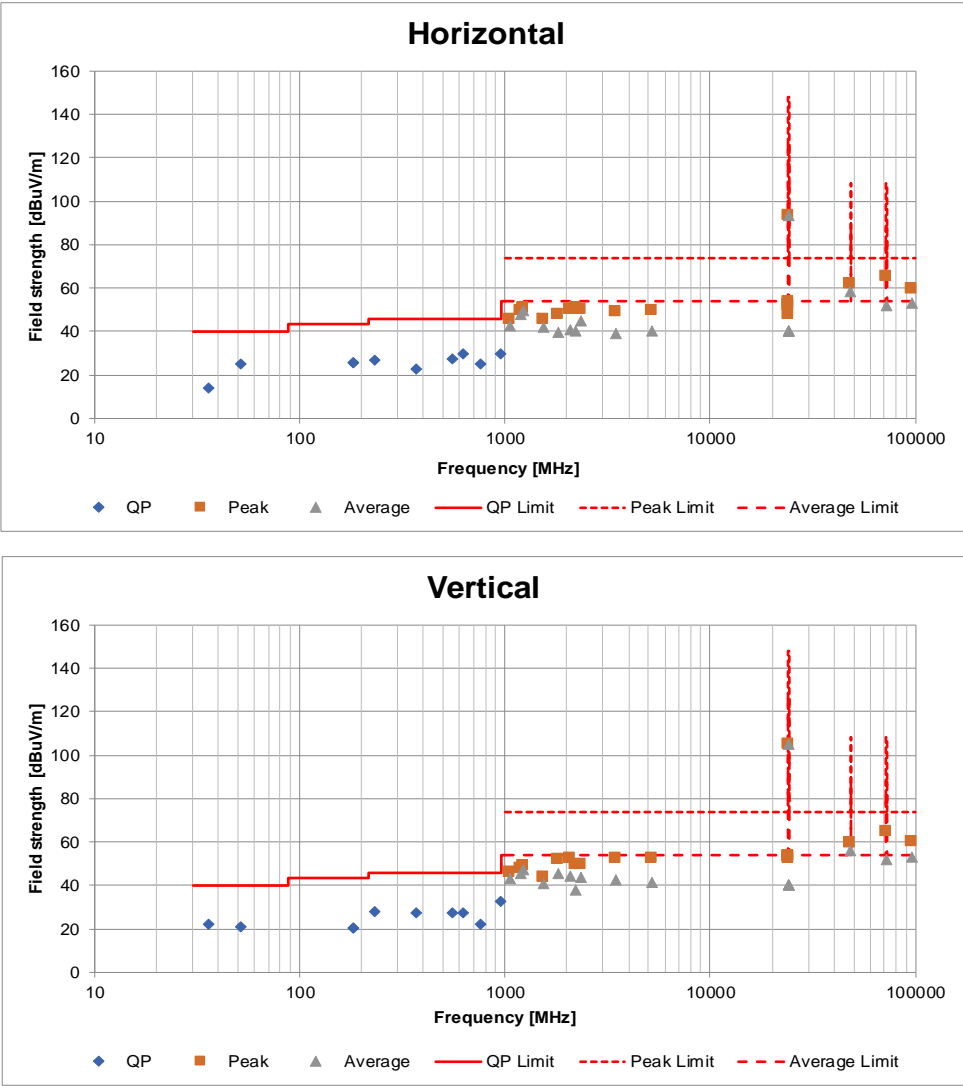 Horizontal
160
140
120
100
80
60
40
20
0
10 100 1000 10000 100000
Field strength [dBuV/m]
Frequency [MHz]
QP Peak Average QP Limit Peak Limit Average Limit
Vertical
160
140
120
100
80
60
40
20
0
10 100 1000 10000 100000
Field strength [dBuV/m]
Frequency [MHz]
QP Peak Average QP Limit Peak Limit Average Limit